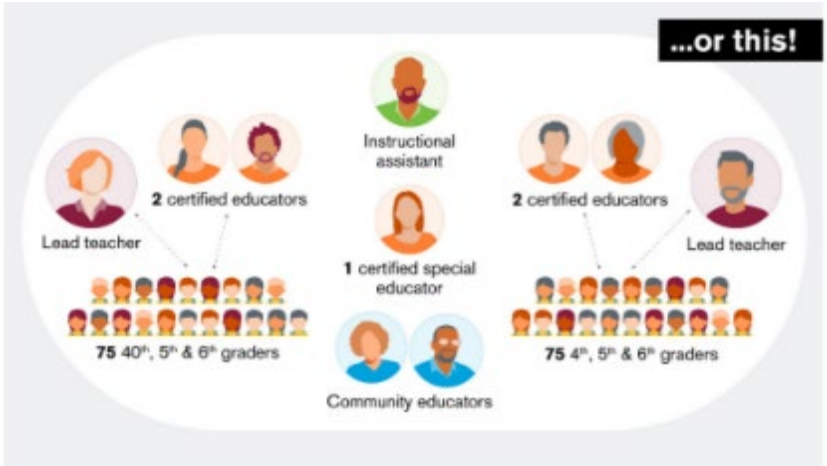 ...or this!
Instructional
assistant
2 certified educators
2 certified educators
Lead teacher
Lead teacher
1 certified special
educator
75 40th, 5th & 6th graders
75 4th, 5th & 6th graders
Community educators